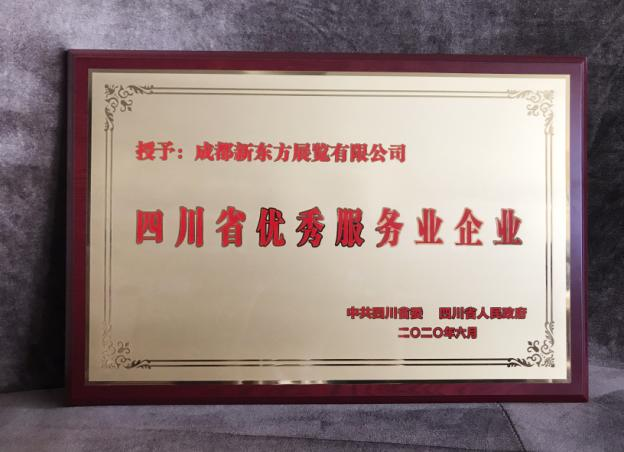 授予：成都新东方展览有限公司
四川省优秀服务业企业
中共四川省委 四川省人民政府
二〇二〇年六月